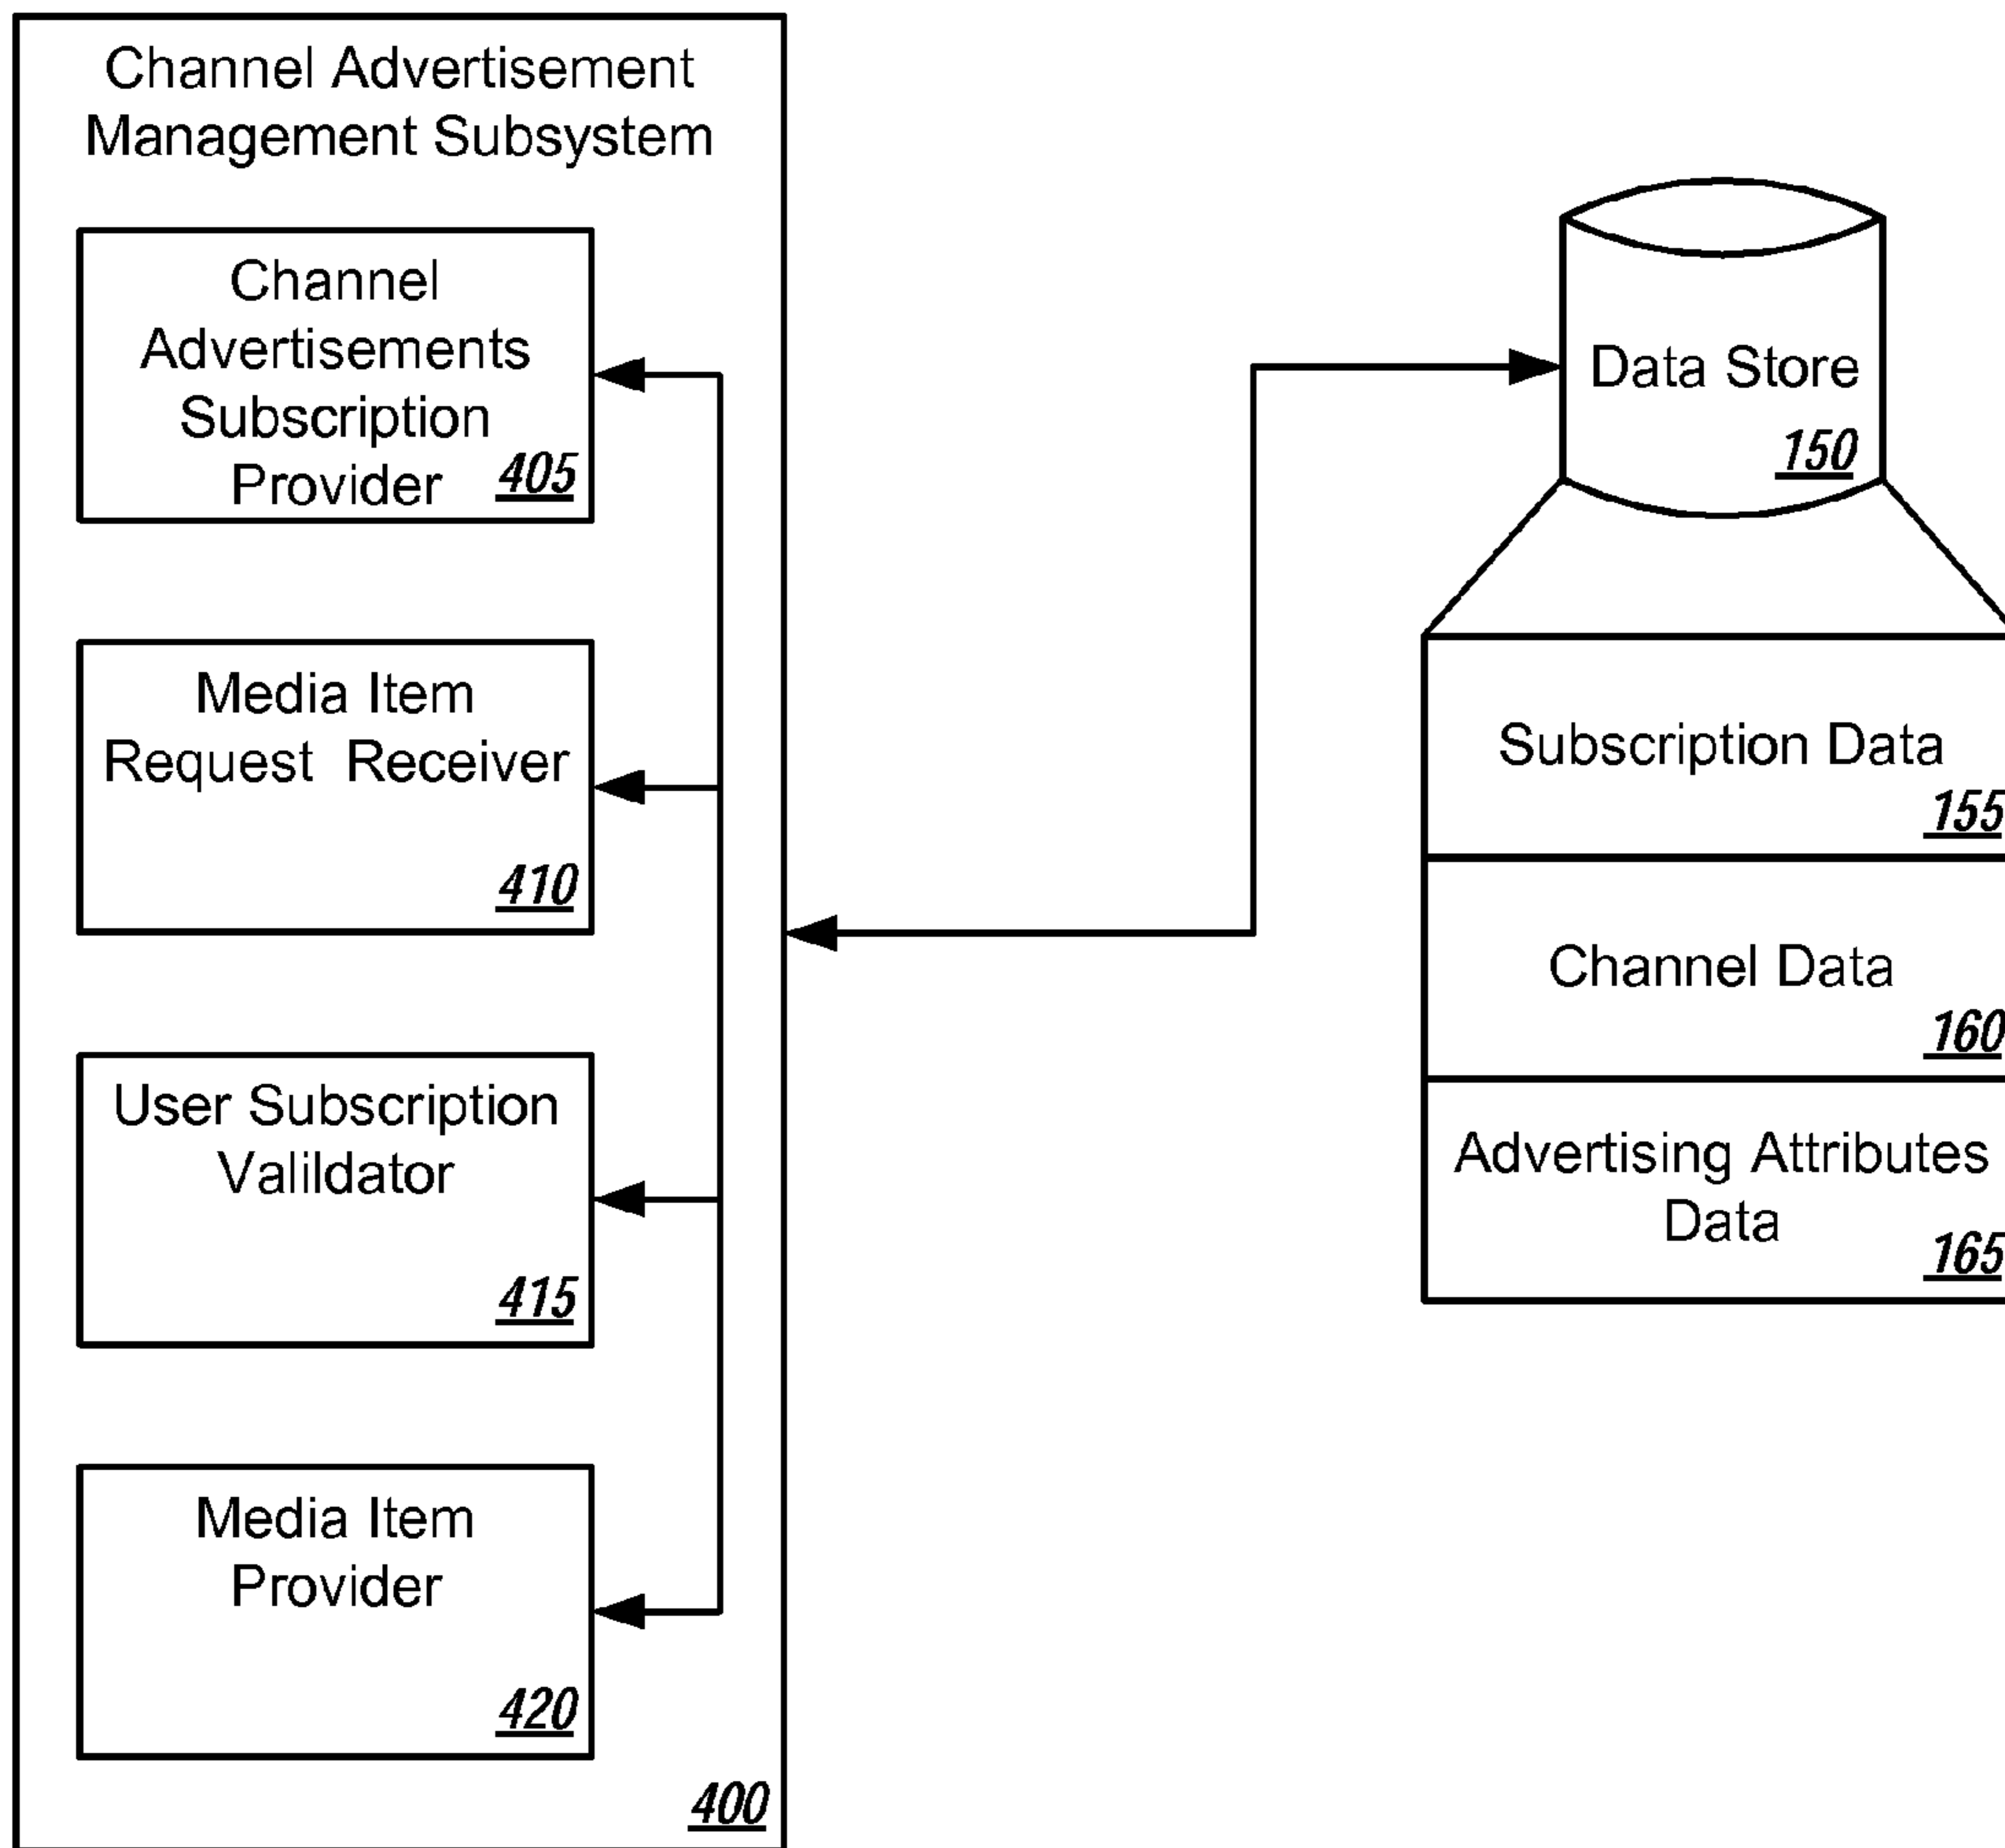 Channel Advertisement
Management Subsystem
Channel
Advertisements
Subscription
Provider
405
Media Item
Request Receiver
410
User Subscription
Valildator
415
Media Item
Provider
420
400
Data Store
150
Subscription Data
155
Channel Data
160
Advertising Attributes
Data
165